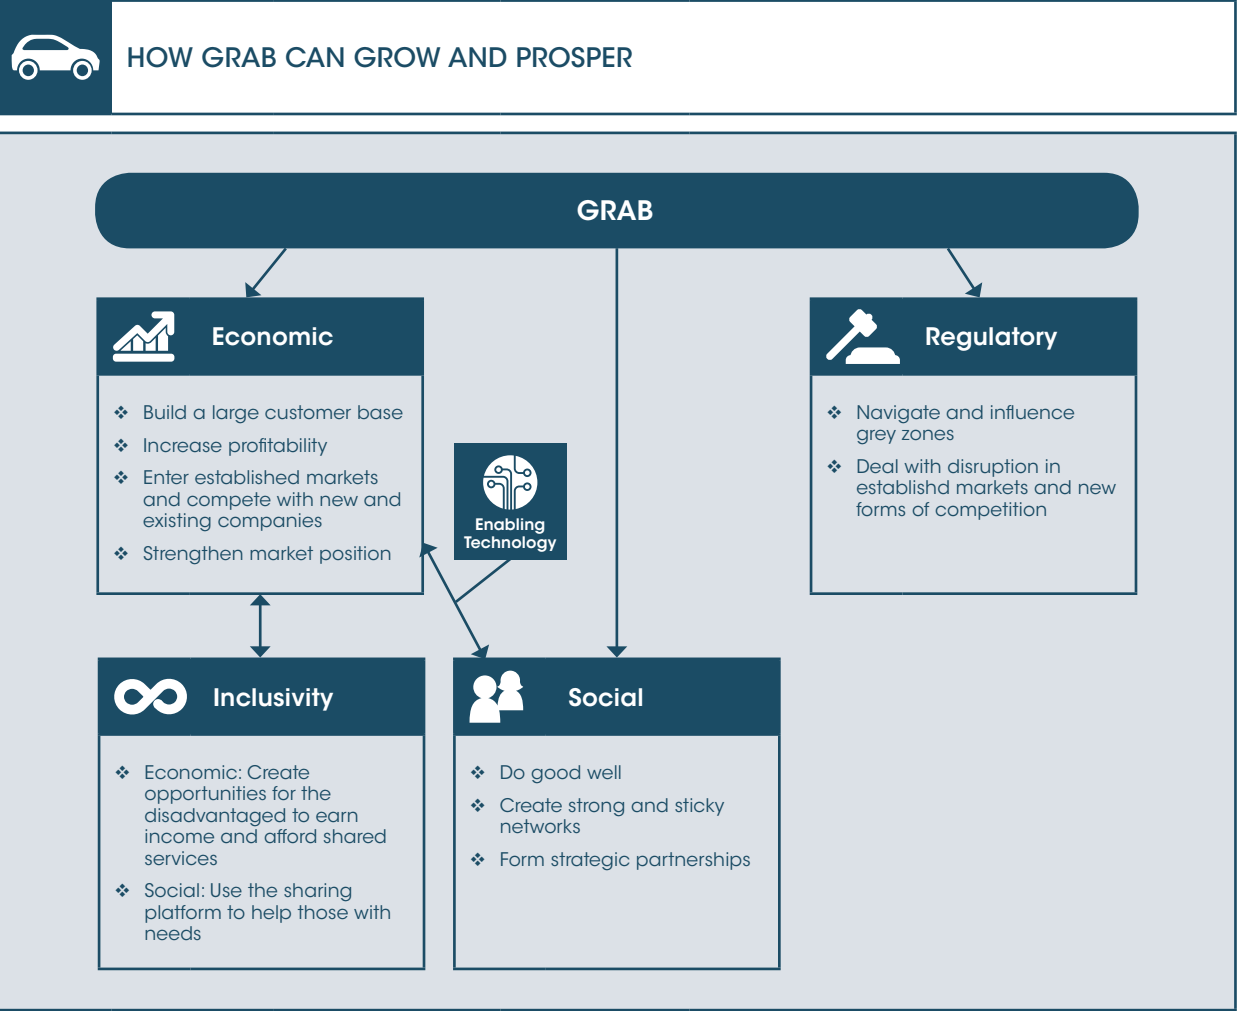 HOW GRAB CAN GROW AND PROSPER
GRAB
Economic
❖ Build a large customer base
❖ Increase profitability
❖ Enter established markets
and compete with new and
existing companies
❖ Strengthen market position
Enabling
Technology
Regulatory
❖ Navigate and influence
grey zones
❖ Deal with disruption in
establishd markets and new
forms of competition
Inclusivity
❖ Economic: Create
opportunities for the
disadvantaged to earn
income and afford shared
services
❖ Social: Use the sharing
platform to help those with
needs
Social
❖ Do good well
❖ Create strong and sticky
networks
❖ Form strategic partnerships